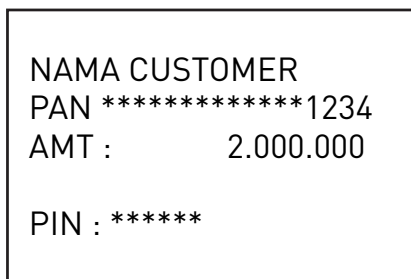 NAMA CUSTOMER
PAN *************1234
AMT : 2.000.000
PIN : ******